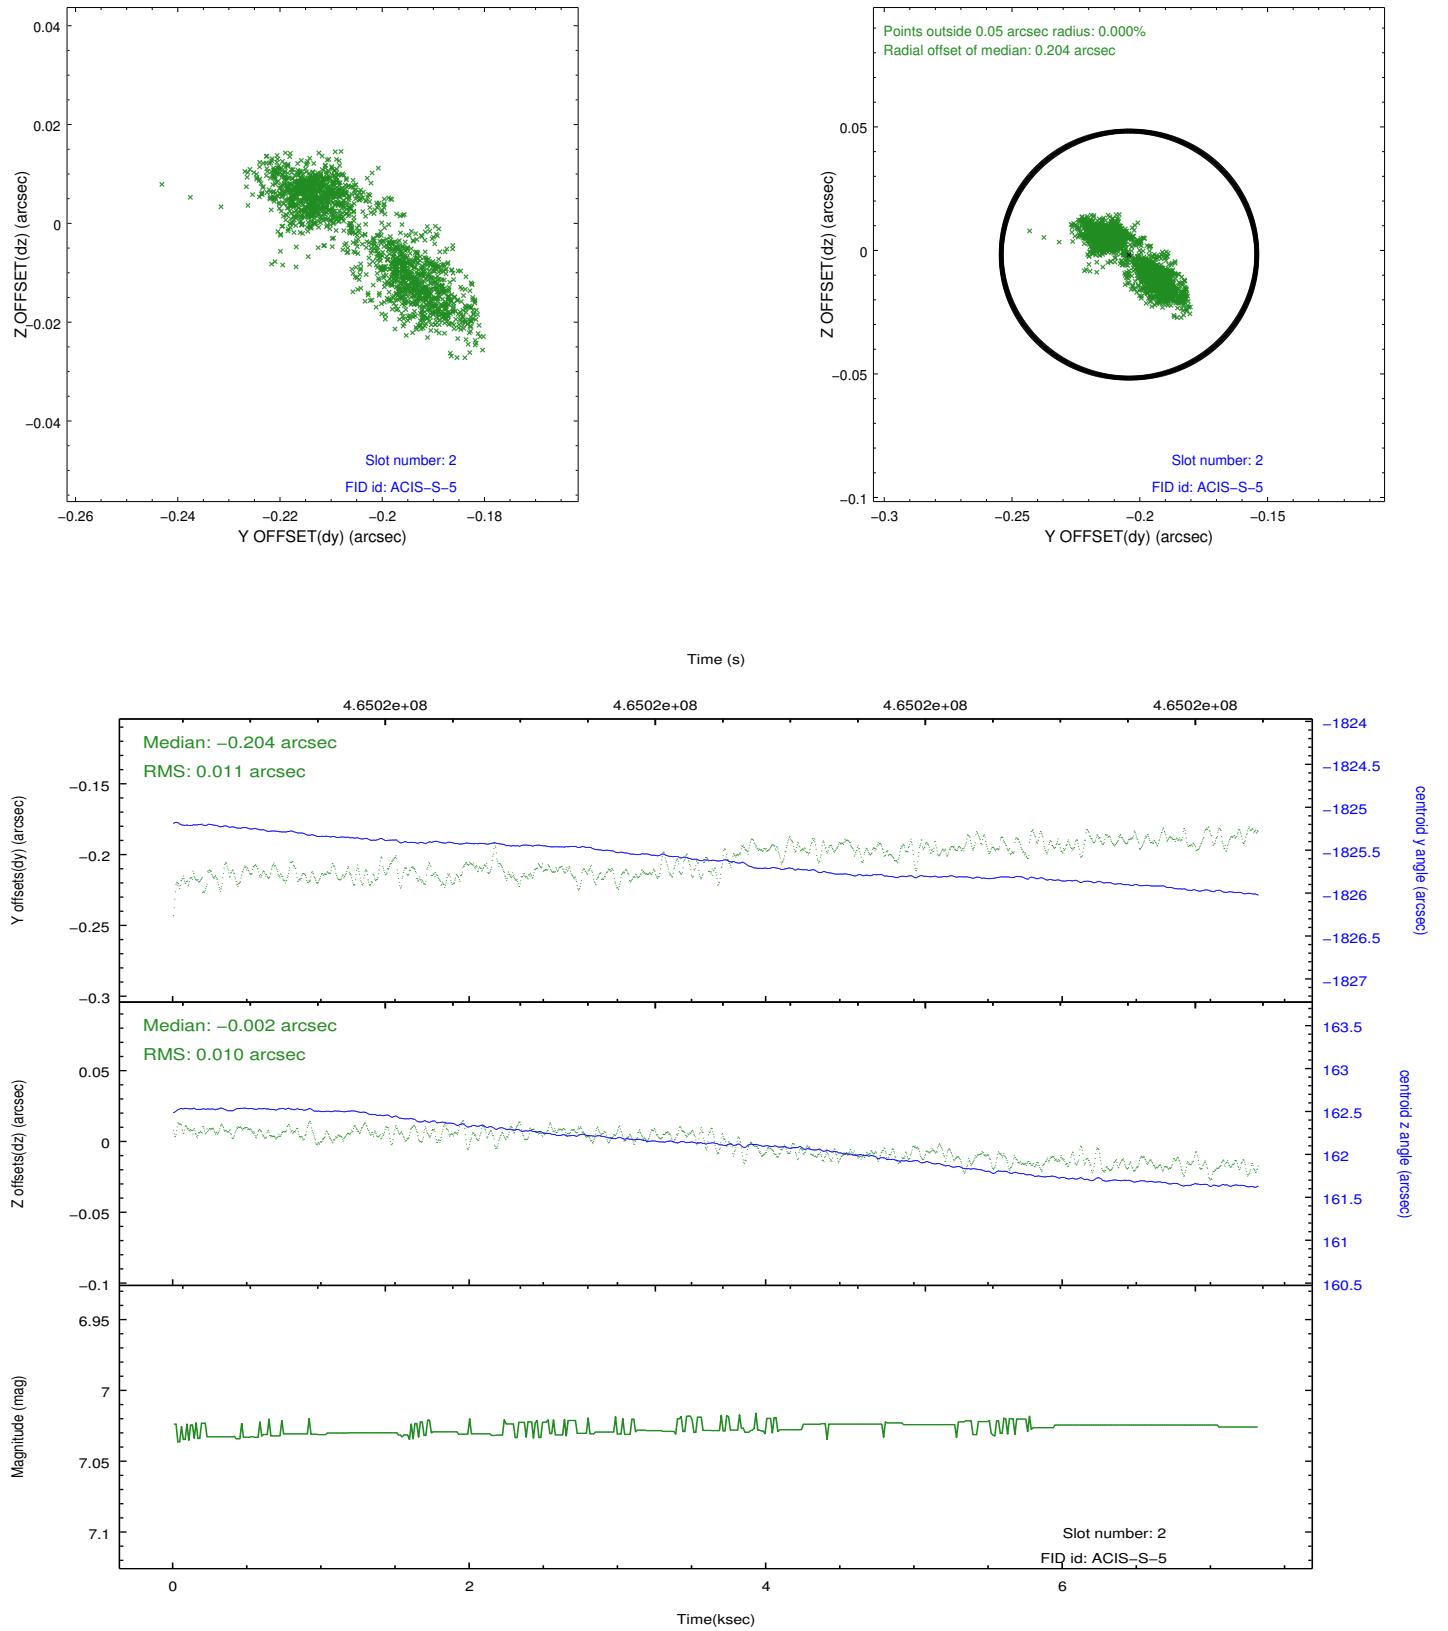 0.04
0.02
0
−0.02
−0.04
Z OFFSET(dz) (arcsec)
Slot number: 2
FID id: ACIS−S−5
−0.26
−0.24
−0.22
−0.2
−0.18
Y OFFSET(dy) (arcsec)
Points outside 0.05 arcsec radius: 0.000%
Radial offset of median: 0.204 arcsec
0.05
0
−0.05
−0.1
Z OFFSET(dz) (arcsec)
Slot number: 2
FID id: ACIS−S−5
−0.3
−0.25
−0.2
−0.15
Y OFFSET(dy) (arcsec)
Time (s)
4.6502e+08
4.6502e+08
4.6502e+08
4.6502e+08
Median: −0.204 arcsec
RMS: 0.011 arcsec
−0.15
−0.2
−0.25
−0.3
Y offsets(dy) (arcsec)
−1824
−1824.5
−1825
−1825.5
−1826
−1826.5
−1827
centroid y angle (arcsec)
Median: −0.002 arcsec
RMS: 0.010 arcsec
0.05
0
−0.05
−0.1
Z offsets(dz) (arcsec)
163.5
163
162.5
162
161.5
161
160.5
centroid z angle (arcsec)
6.95
7
7.05
7.1
Magnitude (mag)
Slot number: 2
FID id: ACIS−S−5
0
2
4
6
Time(ksec)